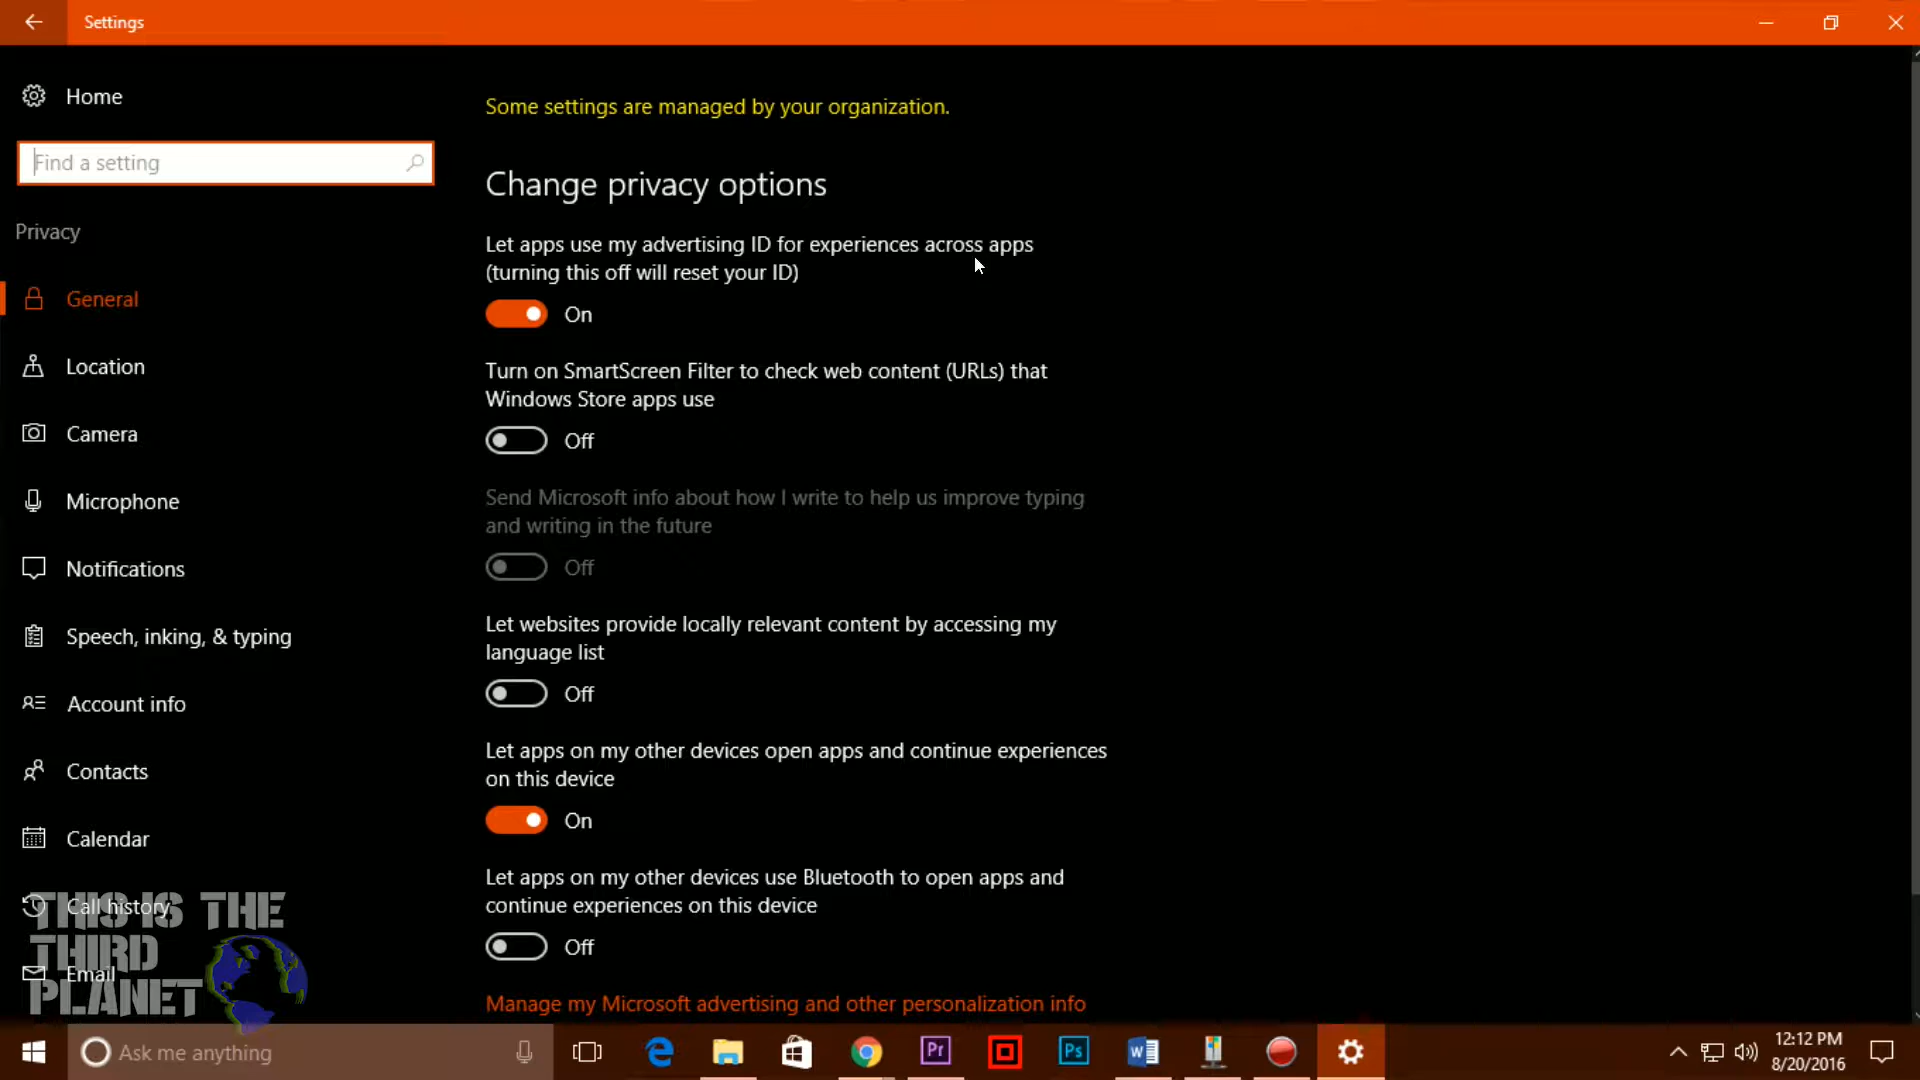 Settings
Home
Some settings are managed by your organization.
Find a setting
Change privacy options
Privacy
Let apps use my advertising ID for experiences across apps
(turning this off will reset your ID)
General
On
Location
Turn on SmartScreen Filter to check web content (URLs) that
Windows Store apps use
Camera
Off
Microphone
Send Microsoft info about how I write to help us improve typing
and writing in the future
Notifications
Off
Speech, inking, & typing
Let websites provide locally relevant content by accessing my
language list
Account info
Off
Contacts
Let apps on my other devices open apps and continue experiences
on this device
Calendar
On
Call history
Let apps on my other devices use Bluetooth to open apps and
continue experiences on this device
Email
Off
THIS IS THE
THIRD
PLANET
Manage my Microsoft advertising and other personalization info
Ask me anything
Pr
Ps
12:12 PM
8/20/2016